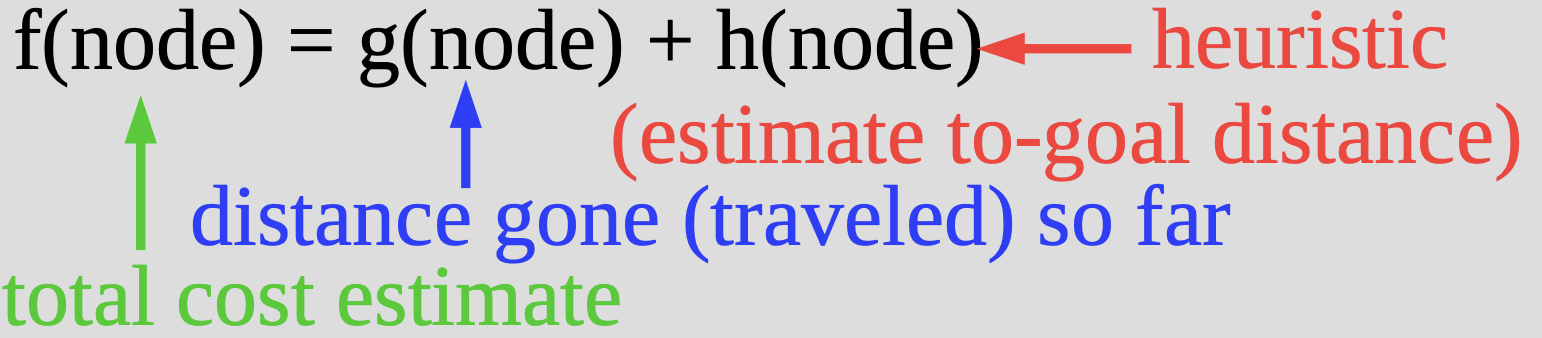 f(node) = g(node) + h(node) heuristic
(estimate to-goal distance)
distance gone (traveled) so far
total cost estimate